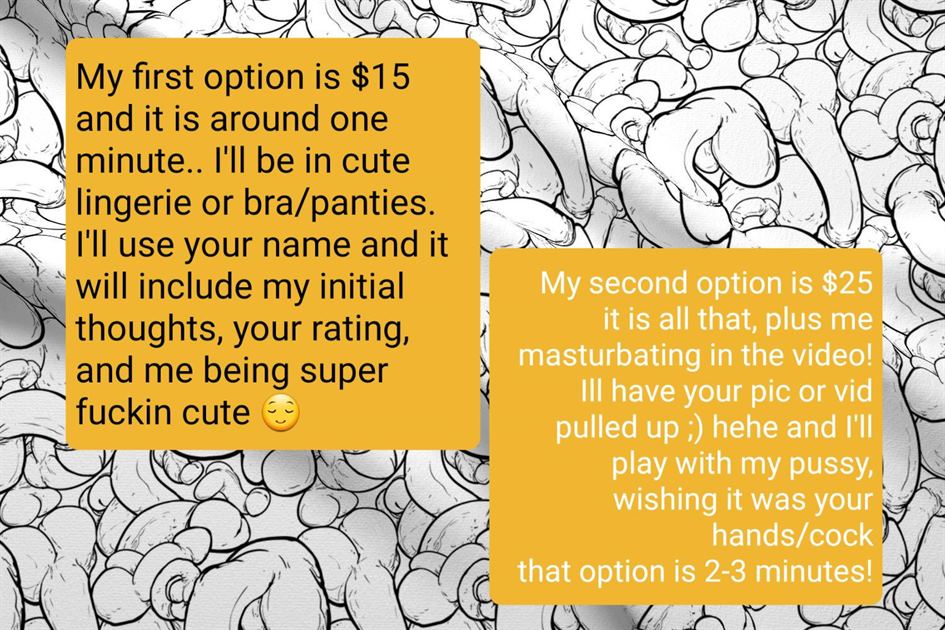 My first option is $15
and it is around one
minute.. I'll be in cute
lingerie or bra/panties.
I'll use your name and it
will include my initial
thoughts, your rating,
and me being super
fuckin cute 😌
My second option is $25
it is all that, plus me
masturbating in the video!
Ill have your pic or vid
pulled up ;) hehe and I'll
play with my pussy,
wishing it was your
hands/cock
that option is 2-3 minutes!